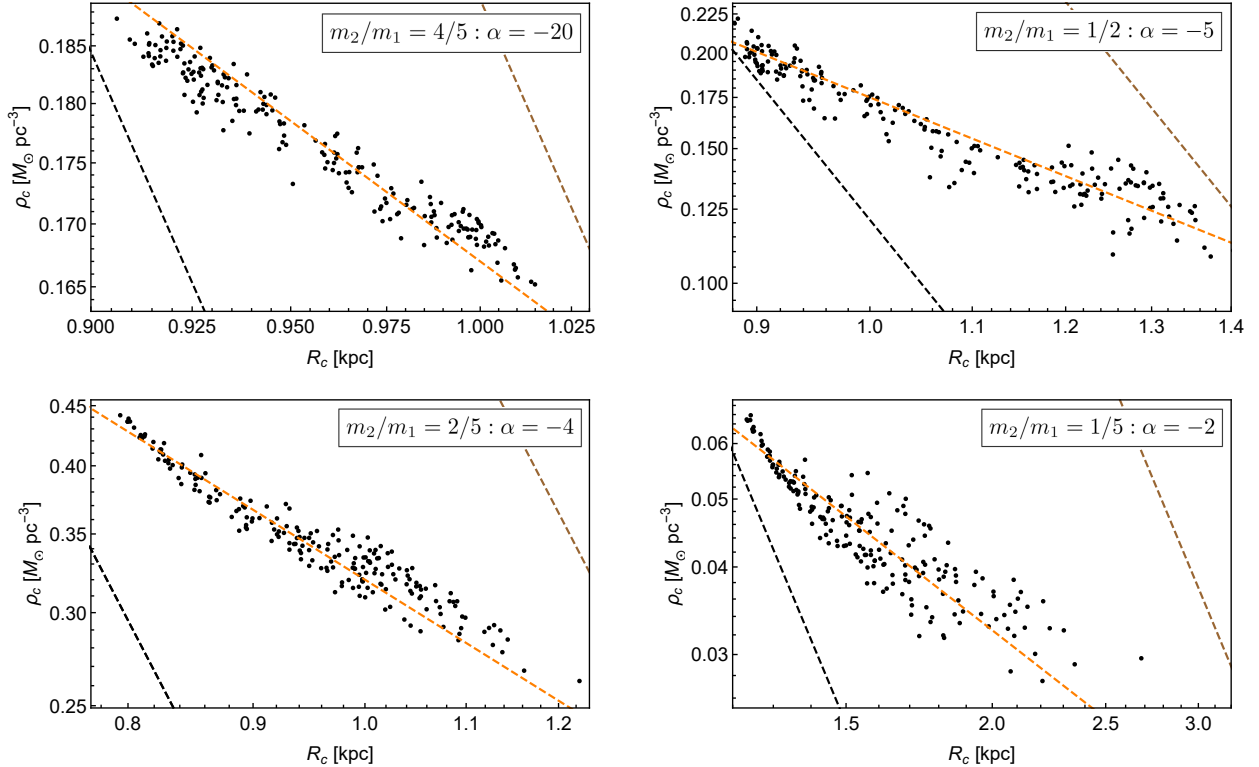 m₂/m₁ = 4/5 : α = −20
0.185
0.180
0.175
0.170
0.165
ρc [M⊙ pc⁻³]
0.900 0.925 0.950 0.975 1.000 1.025
Rc [kpc]
m₂/m₁ = 1/2 : α = −5
0.225
0.200
0.175
0.150
0.125
0.100
ρc [M⊙ pc⁻³]
0.9 1.0 1.1 1.2 1.3 1.4
Rc [kpc]
m₂/m₁ = 2/5 : α = −4
0.45
0.40
0.35
0.30
0.25
ρc [M⊙ pc⁻³]
0.8 0.9 1.0 1.1 1.2
Rc [kpc]
m₂/m₁ = 1/5 : α = −2
0.06
0.05
0.04
0.03
ρc [M⊙ pc⁻³]
1.5 2.0 2.5 3.0
Rc [kpc]